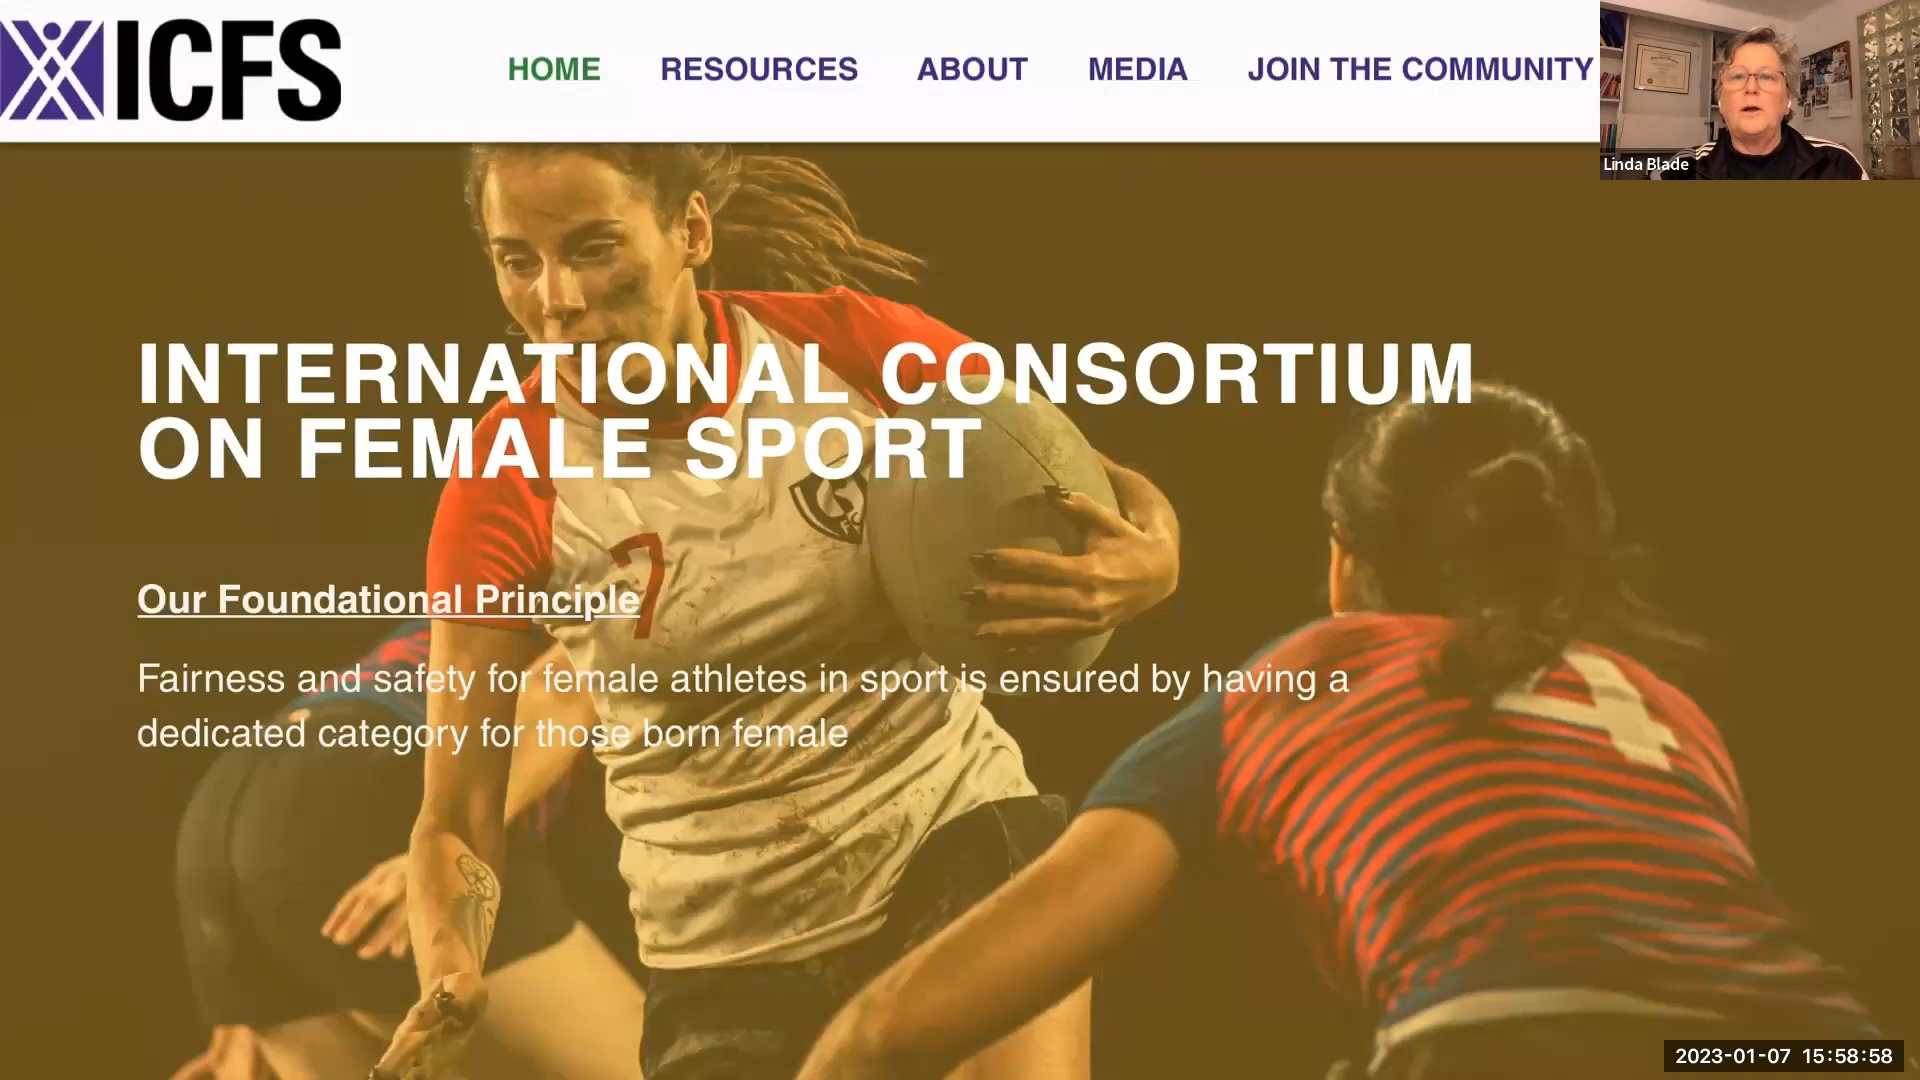 ICFS
HOME
RESOURCES
ABOUT
MEDIA
JOIN THE COMMUNITY
Linda Blade
INTERNATIONAL CONSORTIUM
ON FEMALE SPORT
7
Our Foundational Principle
Fairness and safety for female athletes in sport is ensured by having a
dedicated category for those born female
4
2023-01-07 15:58:58